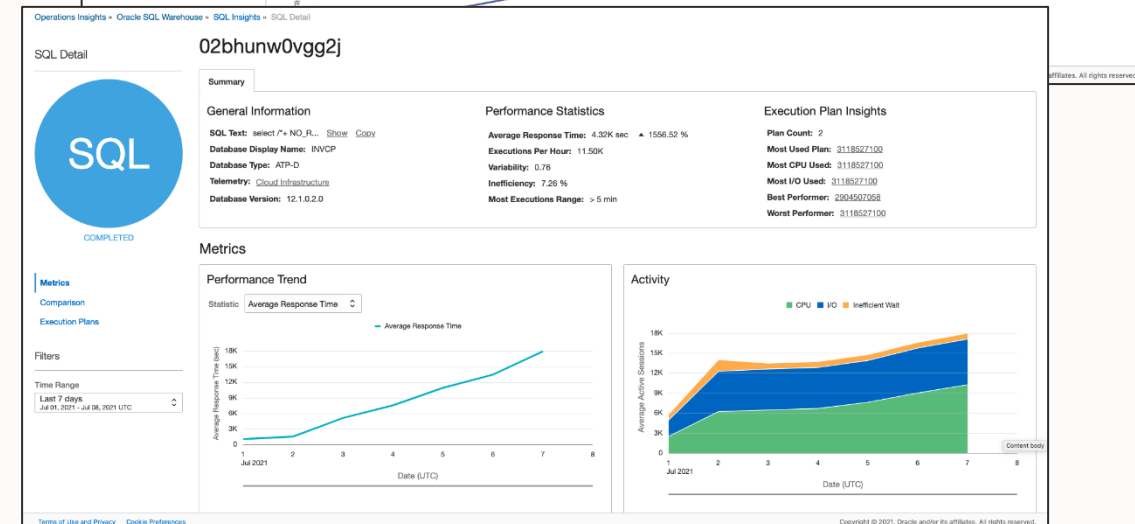 Operations Insights » Oracle SQL Warehouse » SQL Insights » SQL Detail
SQL Detail
02bhunw0vgg2j
SQL
COMPLETED
Summary
General Information
SQL Text: select /*+ NO_R... Show Copy
Database Display Name: INVCP
Database Type: ATP-D
Telemetry: Cloud Infrastructure
Database Version: 12.1.0.2.0
Performance Statistics
Average Response Time: 4.32K sec ▲ 1556.52 %
Executions Per Hour: 11.50K
Variability: 0.76
Inefficiency: 7.26 %
Most Executions Range: > 5 min
Execution Plan Insights
Plan Count: 2
Most Used Plan: 3118527100
Most CPU Used: 3118527100
Most I/O Used: 3118527100
Best Performer: 2904507058
Worst Performer: 3118527100
Metrics
Comparison
Execution Plans
Filters
Time Range
Last 7 days
Jul 01, 2021 - Jul 08, 2021 UTC
Metrics
Performance Trend
Statistic Average Response Time
Average Response Time
Average Response Time (sec)
18K
15K
12K
9K
6K
3K
0
1 2 3 4 5 6 7 8
Jul 2021
Date (UTC)
Activity
CPU I/O Inefficient Wait
Average Active Sessions
18K
15K
12K
9K
6K
3K
0
1 2 3 4 5 6 7 8
Jul 2021
Date (UTC)
Content body
Terms of Use and Privacy Cookie Preferences
Copyright © 2021, Oracle and/or its affiliates. All rights reserved.
affiliates. All rights reserved